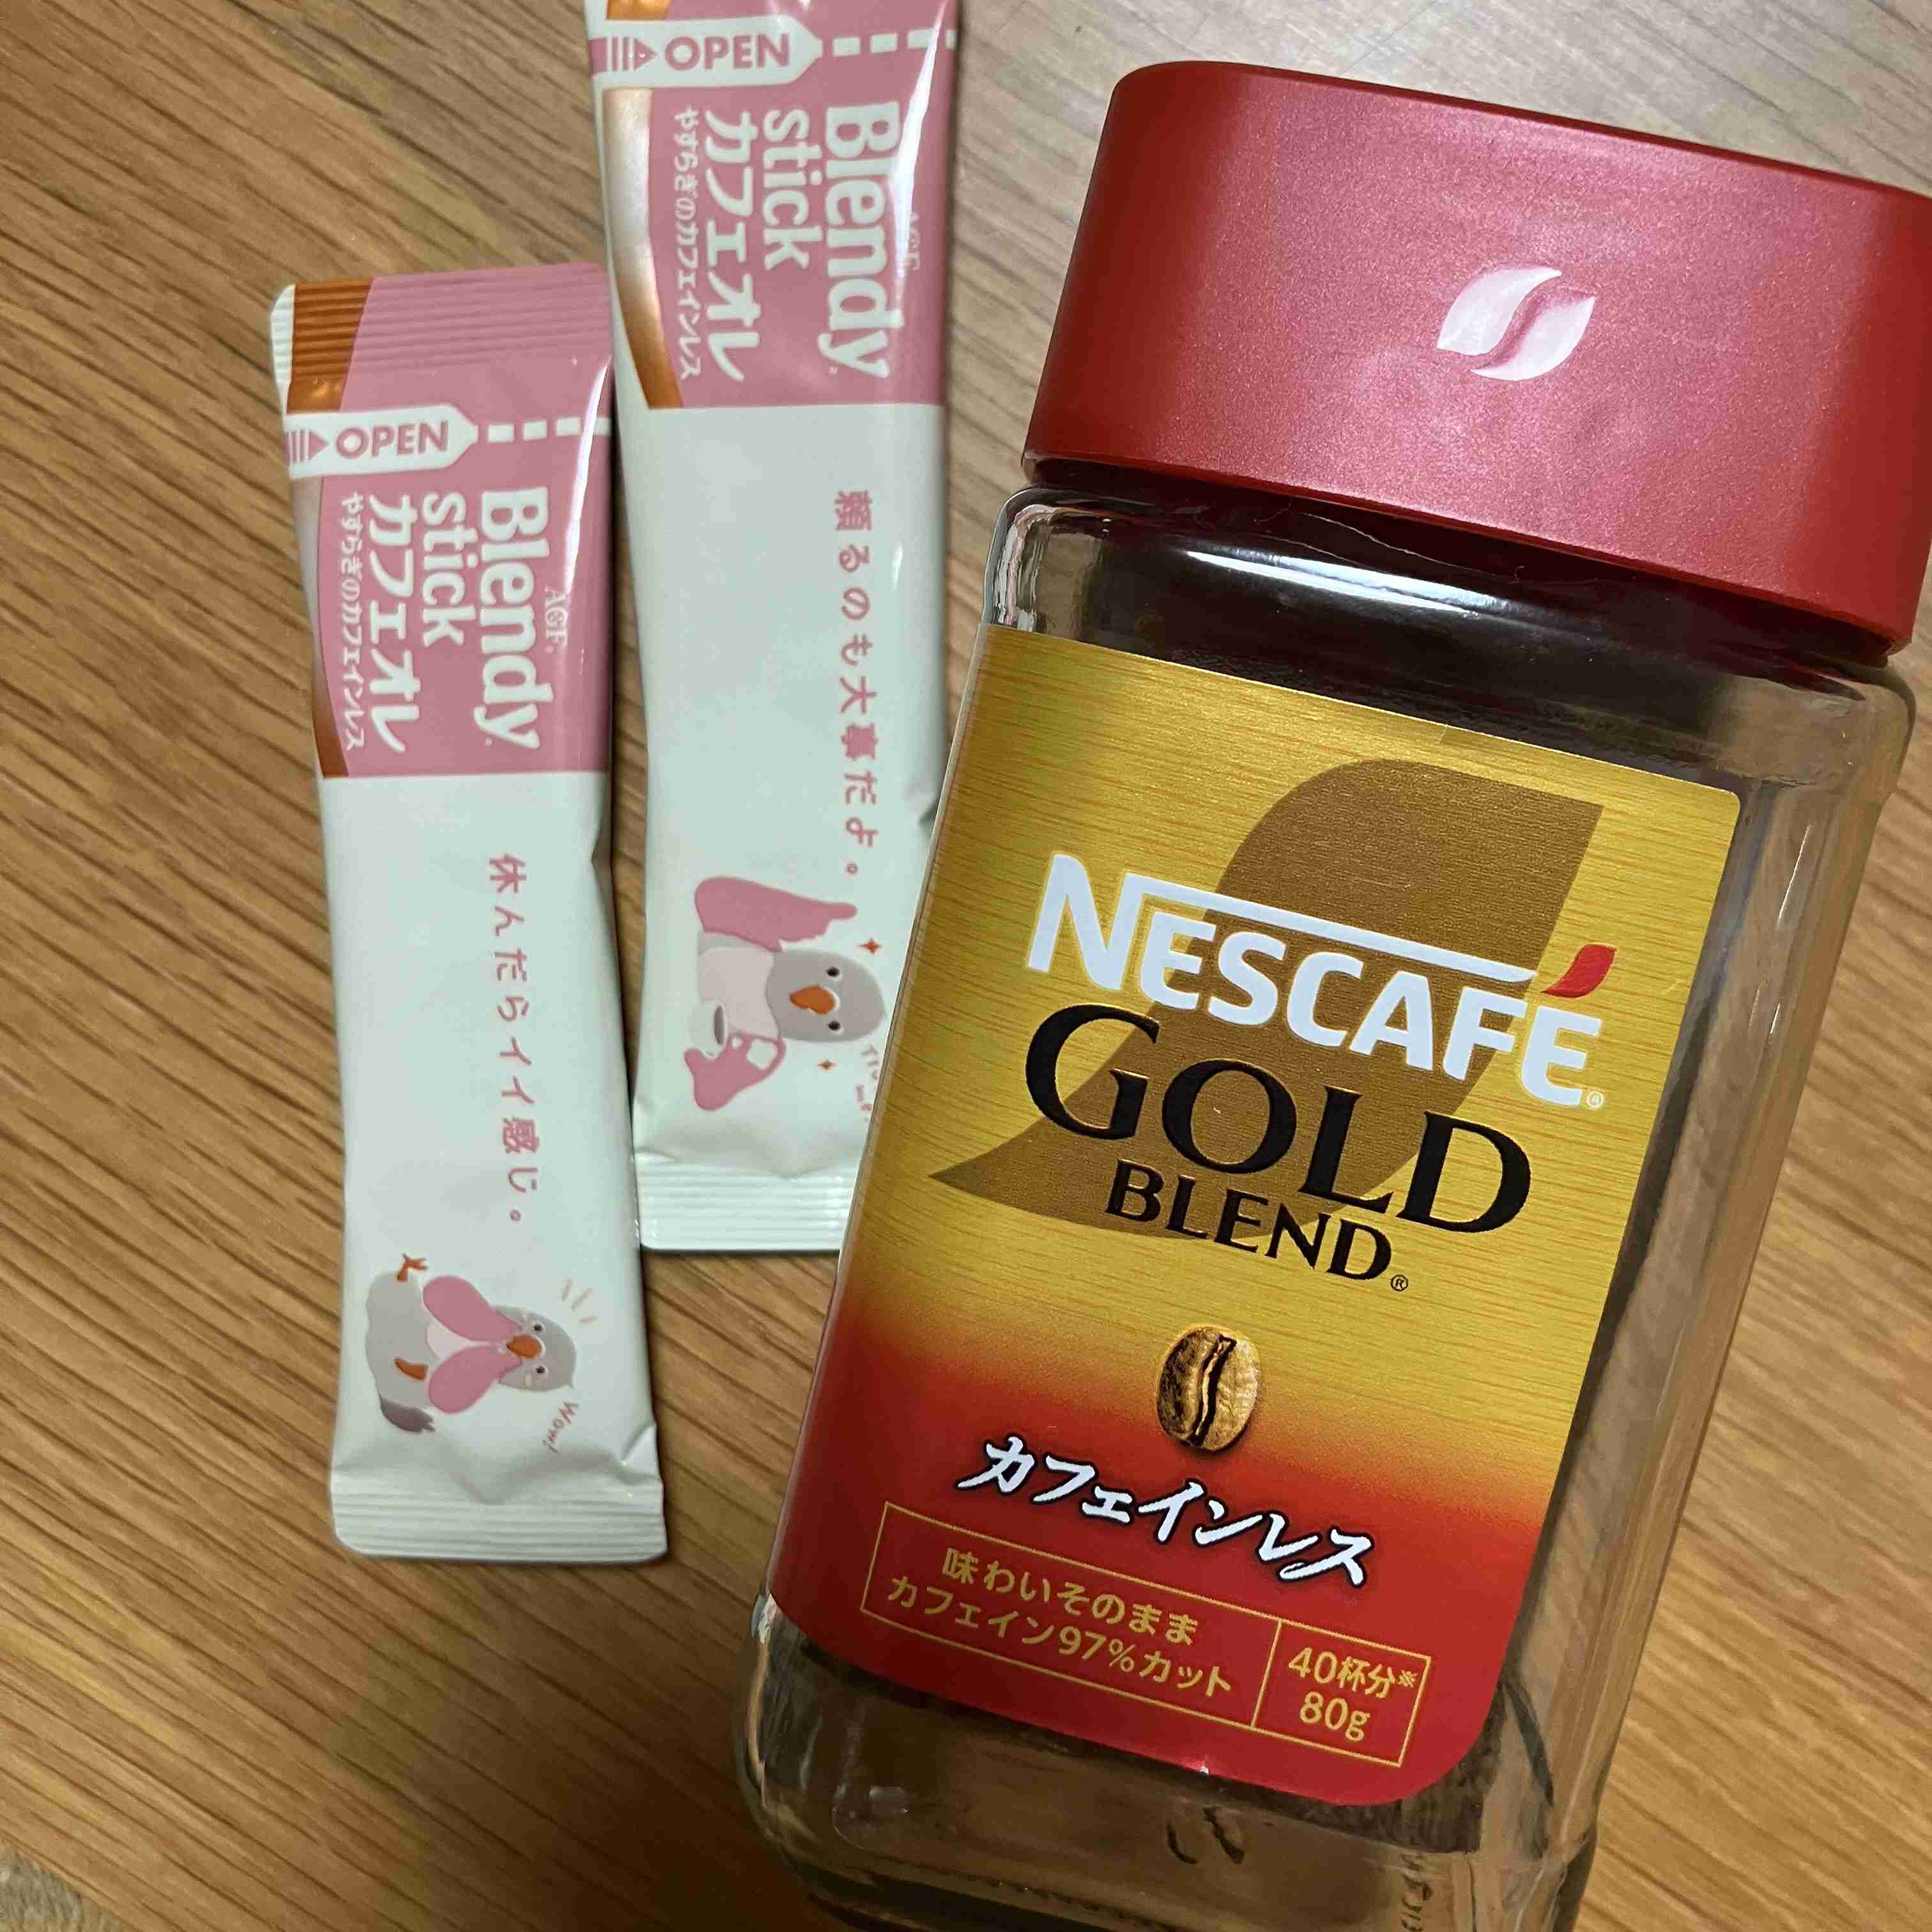 OPEN
AGF
Blendy
stick
カフェオレ
やすらぎのカフェインレス
休んだらイイ感じ。
Wow!
OPEN
AGF
Blendy
stick
カフェオレ
やすらぎのカフェインレス
頼るのも大事だよ。
NESCAFÉ®
GOLD
BLEND®
カフェインレス
味わいそのまま
カフェイン97%カット
40杯分※
80g